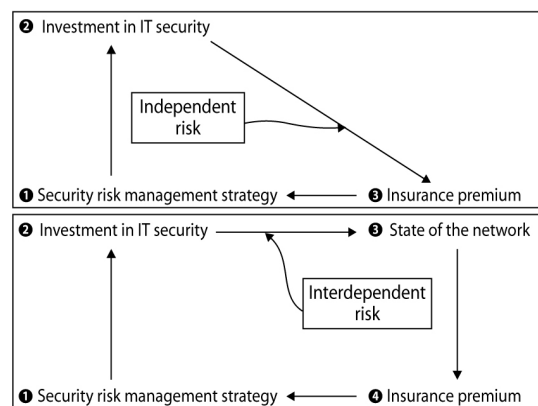 ❷ Investment in IT security
Independent
risk
❶ Security risk management strategy
❸ Insurance premium
❷ Investment in IT security
❸ State of the network
Interdependent
risk
❶ Security risk management strategy
❹ Insurance premium